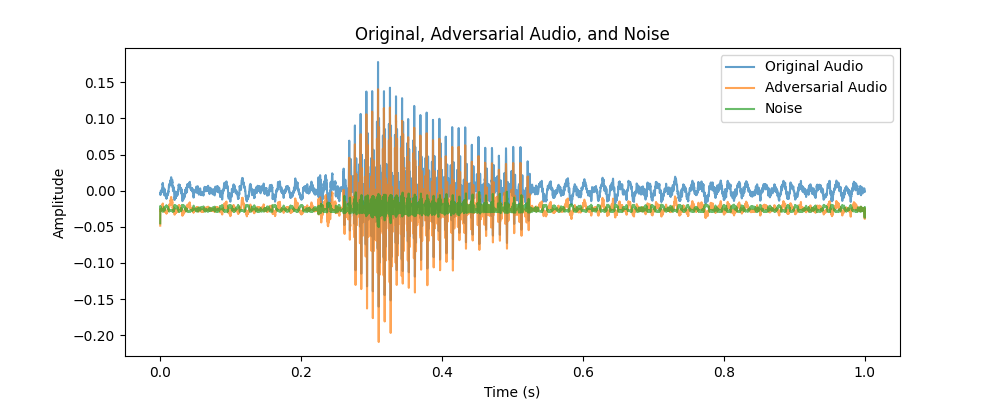 Original, Adversarial Audio, and Noise
Original Audio
Adversarial Audio
Noise
Amplitude
0.15
0.10
0.05
0.00
−0.05
−0.10
−0.15
−0.20
0.0 0.2 0.4 0.6 0.8 1.0
Time (s)